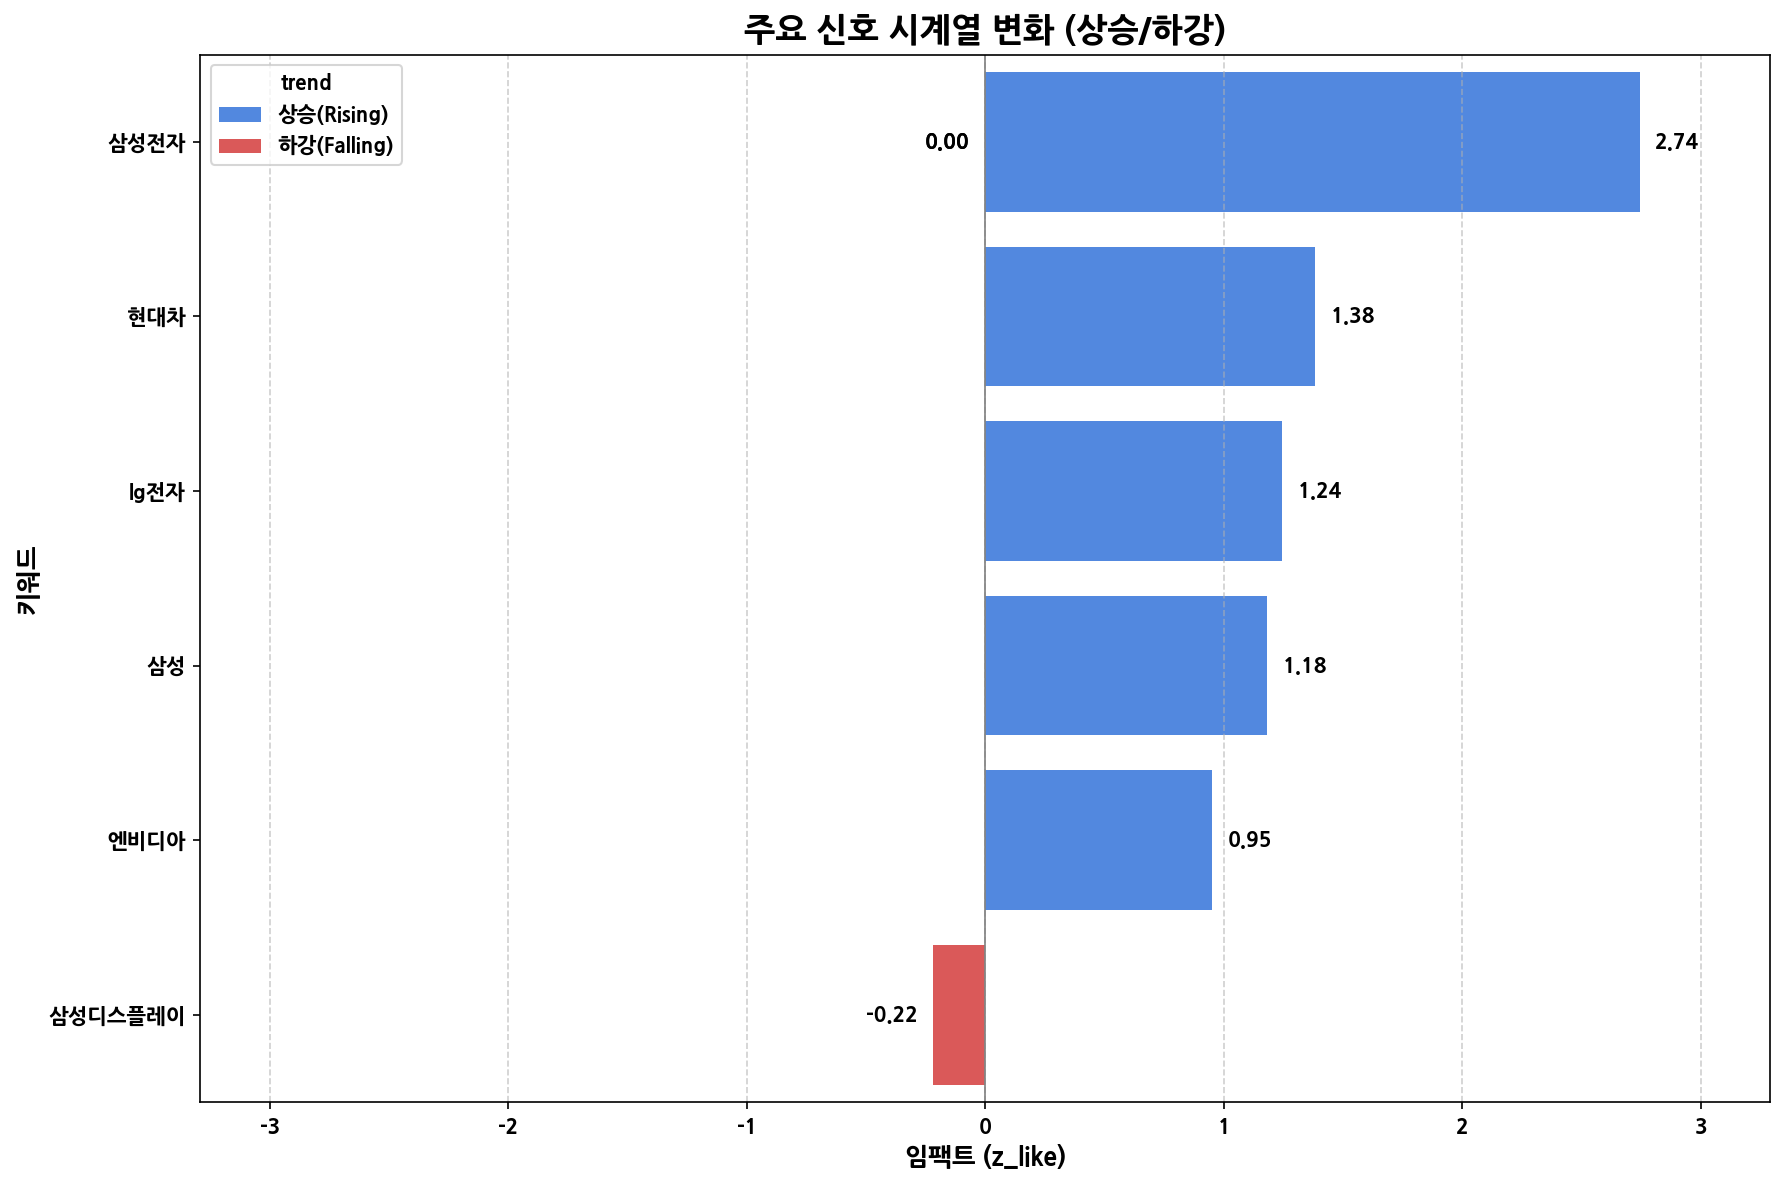 주요 신호 시계열 변화 (상승/하강)
trend
상승(Rising)
하강(Falling)
삼성전자
0.00
2.74
현대차
1.38
lg전자
1.24
키워드
삼성
1.18
엔비디아
0.95
삼성디스플레이
-0.22
-3
-2
-1
0
1
2
3
임팩트 (z_like)